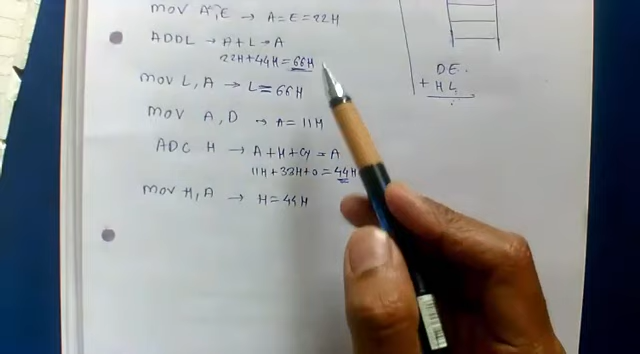 MOV A,E → A=E=22H
ADDL → A+L → A
22H+44H=66H
MOV L,A → L=66H
MOV A,D → A=11H
ADC H → A+H+Cy=A
11H+33H+0=44H
MOV H,A → H=44H
DE
+ HL